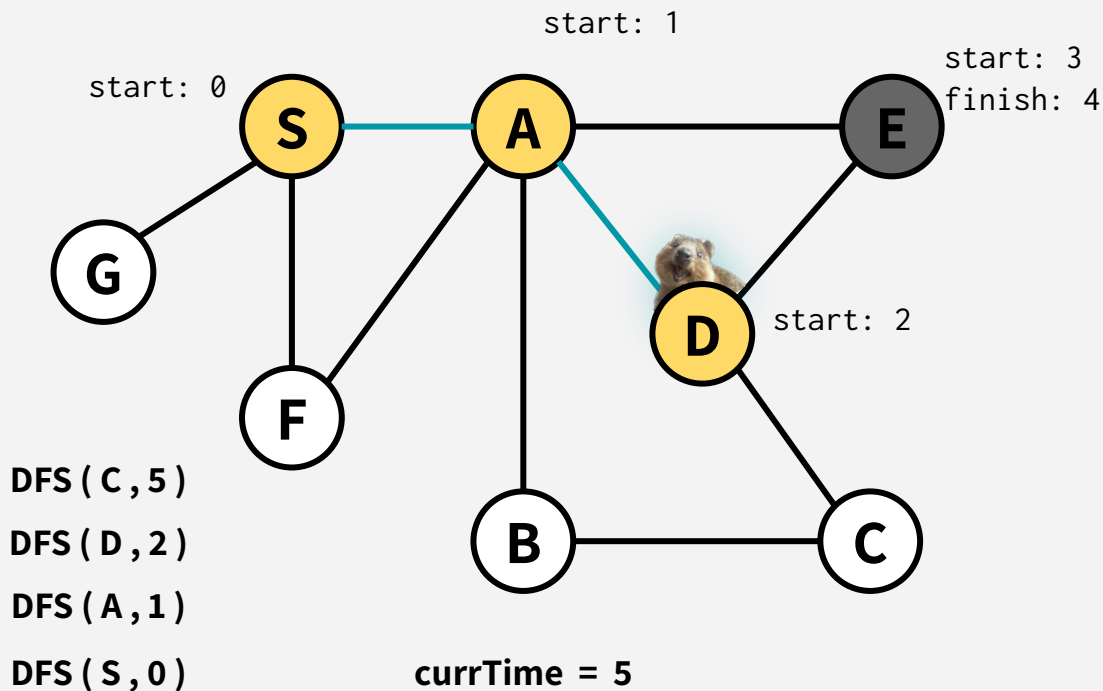 start: 1
start: 0
start: 3
finish: 4
S
A
E
G
D
start: 2
F
DFS(C,5)
DFS(D,2)
B
C
DFS(A,1)
DFS(S,0)
currTime = 5